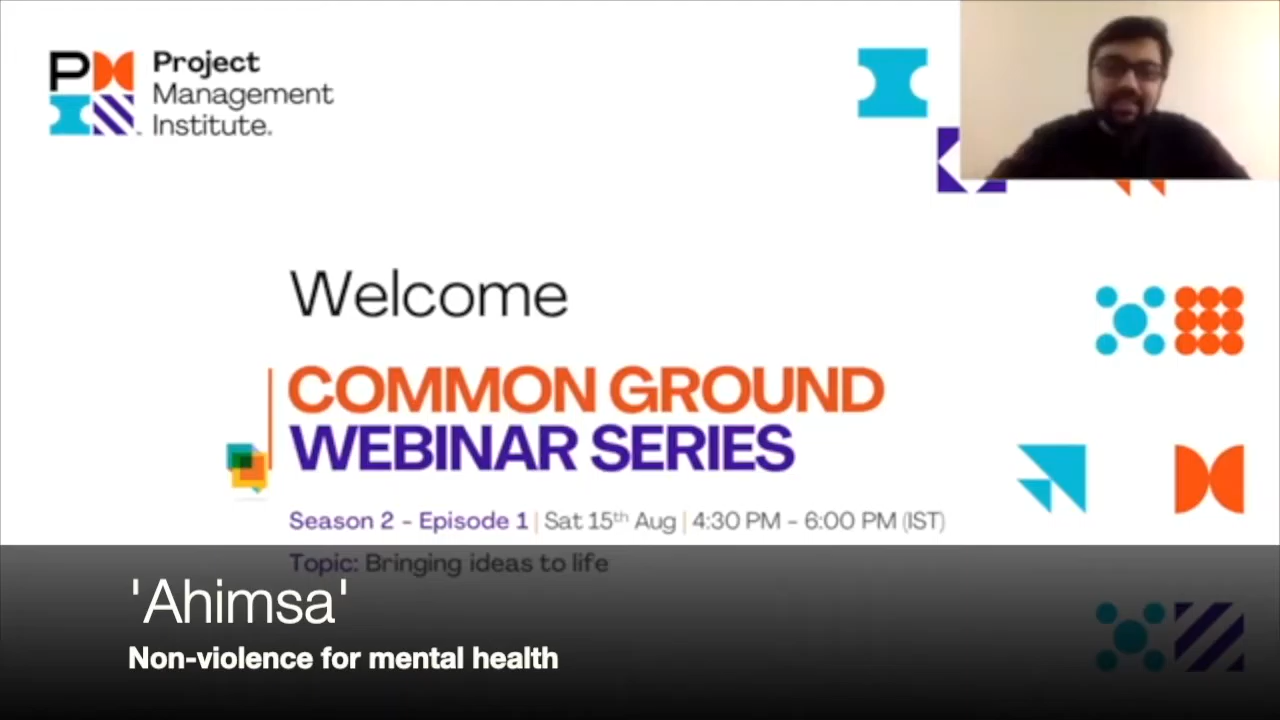 PM
Project
Management
Institute.
Welcome
COMMON GROUND
WEBINAR SERIES
Season 2 - Episode 1 | Sat 15th Aug | 4:30 PM - 6:00 PM (IST)
Topic: Bringing ideas to life
'Ahimsa'
Non-violence for mental health